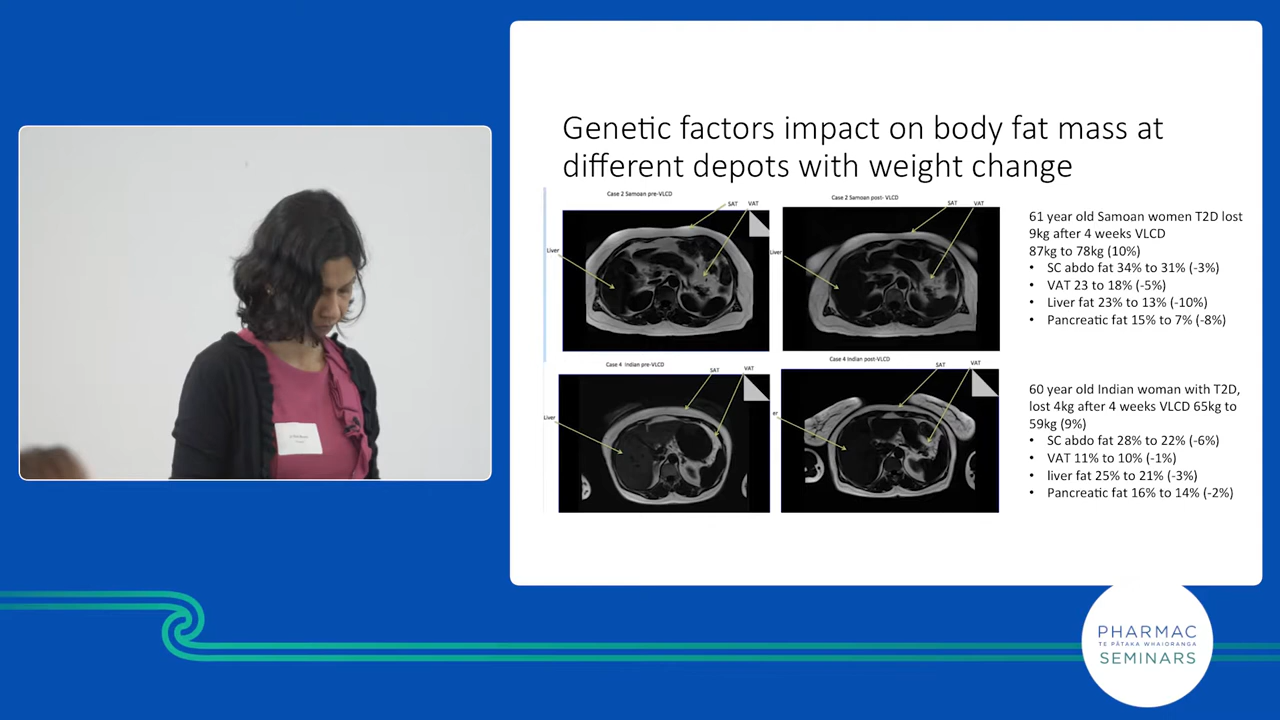 Genetic factors impact on body fat mass at
different depots with weight change
Case 2 Samoan pre-VLCD
SAT
VAT
Liver
Case 2 Samoan post- VLCD
SAT
VAT
Liver
61 year old Samoan women T2D lost
9kg after 4 weeks VLCD
87kg to 78kg (10%)
• SC abdo fat 34% to 31% (-3%)
• VAT 23 to 18% (-5%)
• Liver fat 23% to 13% (-10%)
• Pancreatic fat 15% to 7% (-8%)
Case 4 Indian pre-VLCD
SAT
VAT
Liver
Case 4 Indian post-VLCD
SAT
VAT
er
60 year old Indian woman with T2D,
lost 4kg after 4 weeks VLCD 65kg to
59kg (9%)
• SC abdo fat 28% to 22% (-6%)
• VAT 11% to 10% (-1%)
• liver fat 25% to 21% (-3%)
• Pancreatic fat 16% to 14% (-2%)
PHARMAC
TE PĀTAKA WHAIORANGA
SEMINARS